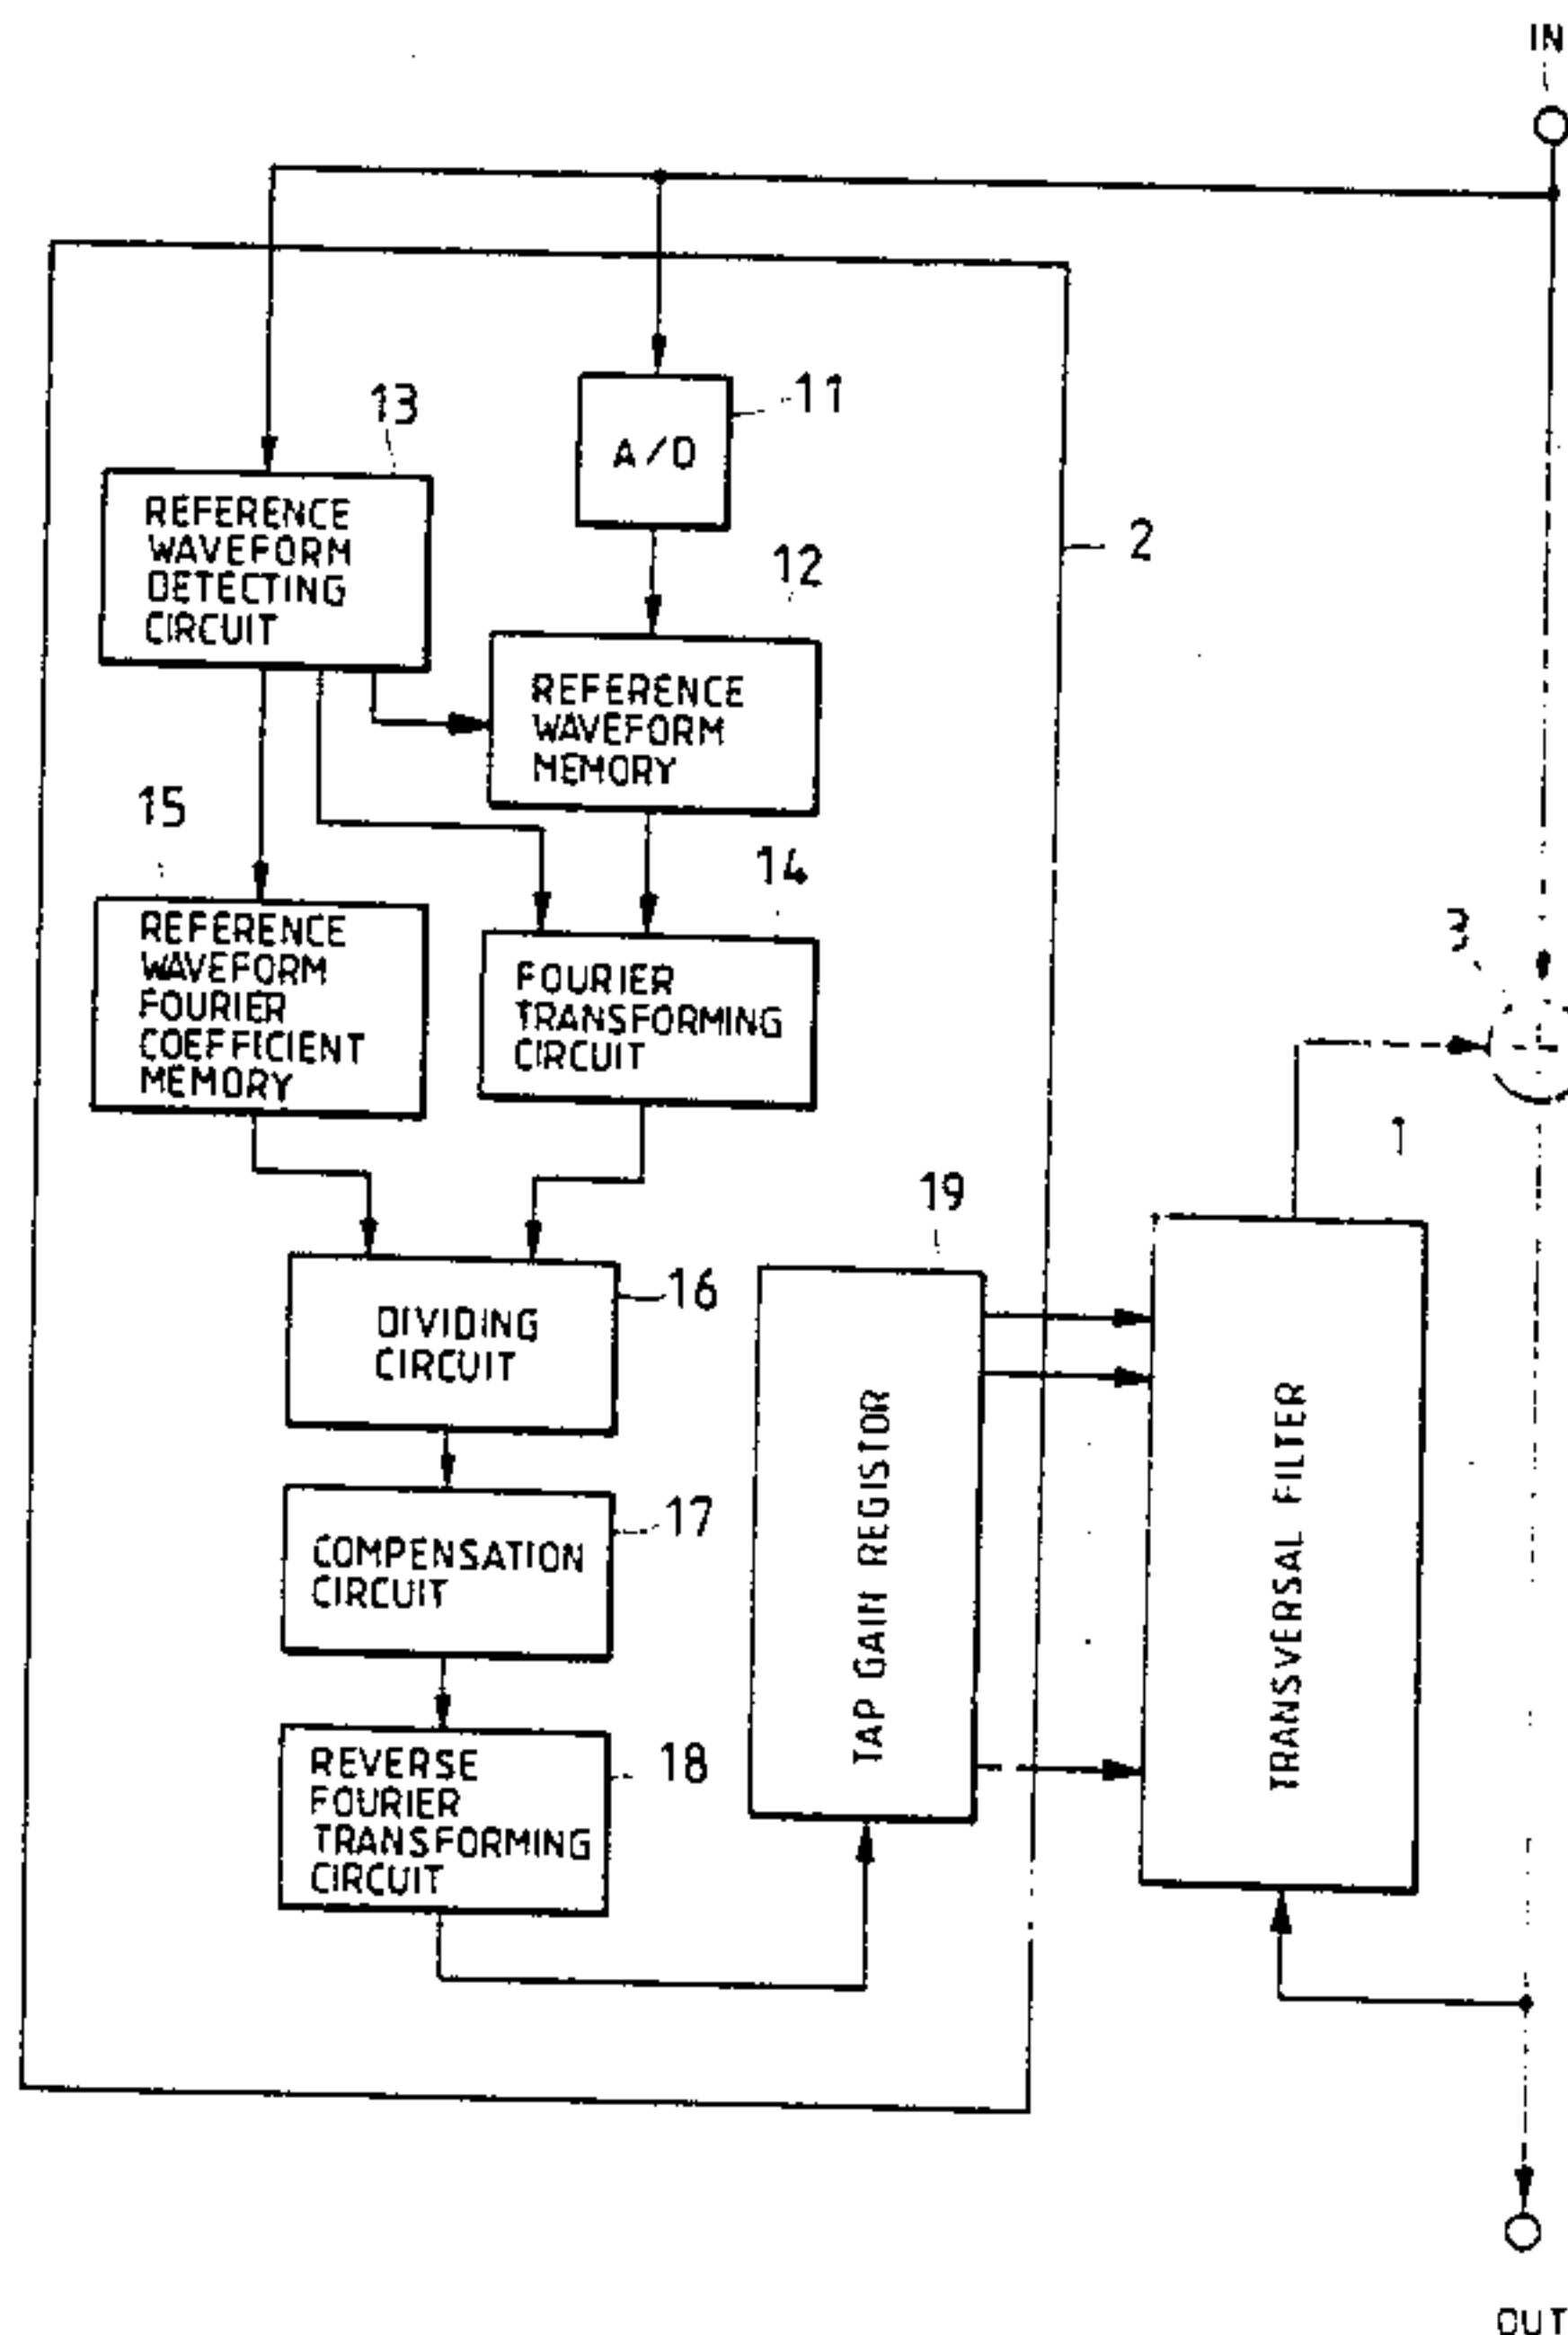 IN
13
11
A/D
REFERENCE
WAVEFORM
DETECTING
CIRCUIT
2
12
REFERENCE
WAVEFORM
MEMORY
15
14
REFERENCE
WAVEFORM
FOURIER
COEFFICIENT
MEMORY
FOURIER
TRANSFORMING
CIRCUIT
3
1
19
16
DIVIDING
CIRCUIT
17
COMPENSATION
CIRCUIT
TAP GAIN REGISTOR
TRANSVERSAL FILTER
18
REVERSE
FOURIER
TRANSFORMING
CIRCUIT
OUT